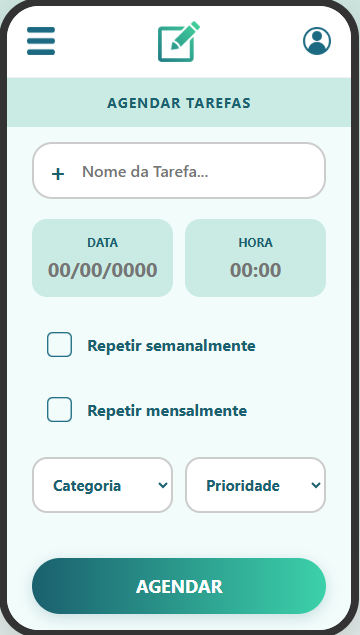 AGENDAR TAREFAS
+ Nome da Tarefa...
DATA
00/00/0000
HORA
00:00
Repetir semanalmente
Repetir mensalmente
Categoria
Prioridade
AGENDAR